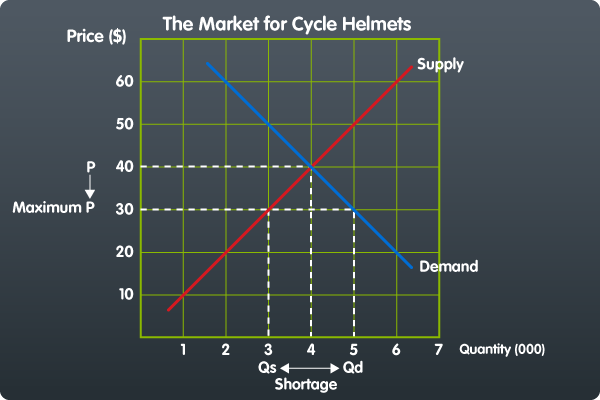 The Market for Cycle Helmets
Price ($)
Supply
60
50
40
P
30
Maximum P
20
Demand
10
1 2 3 4 5 6 7 Quantity (000)
Qs Qd
Shortage